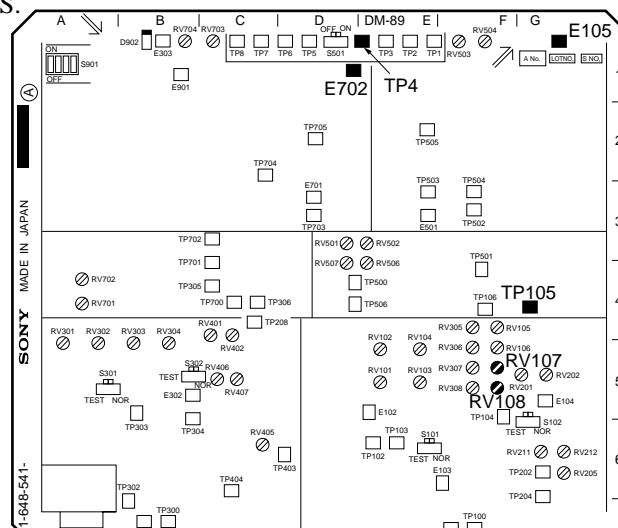 S.
A B C D DM-89 E F G
RV704 RV703 OFF ON RV504 E105
D902 E303 TP8 TP7 TP6 TP5 S501 TP3 TP2 TP1 RV503
ON
S901
OFF
A No. LOTNO, S NO,
E901 E702 TP4 1
A
TP705 TP505 2
TP704
E701 TP503 TP504
TP703 E501 TP502 3
TP702 RV501 RV502
TP701 RV507 RV506 TP501
RV702 TP305 TP500
RV701 TP700 TP306 TP506 TP106 TP105 4
TP208
RV301 RV302 RV303 RV304 RV401 RV402 RV305 RV105
RV102 RV104 RV306 RV106
S301 S302 RV406 RV101 RV103 RV307 RV107 RV202 5
TEST NOR TEST NOR RV407 RV308 RV201
E302 RV108 E104
TP303 TP304 E102 TP104 S102
TEST NOR
RV405 TP103 S101
TP403 TP102 TEST NOR RV211 RV212 6
TP404 E103 TP202 RV205
TP302 TP204
TP300 TP100
SONY MADE IN JAPAN
1-648-541-